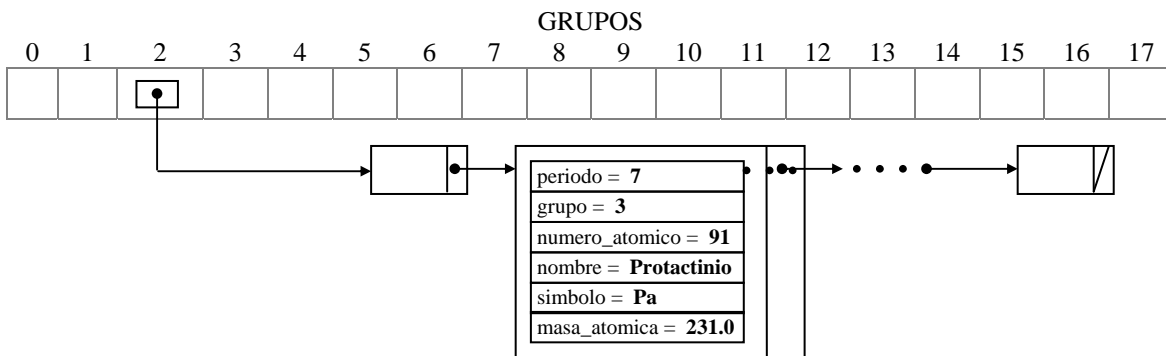 GRUPOS
0 1 2 3 4 5 6 7 8 9 10 11 12 13 14 15 16 17
periodo = 7
grupo = 3
numero_atomico = 91
nombre = Protactinio
simbolo = Pa
masa_atomica = 231.0